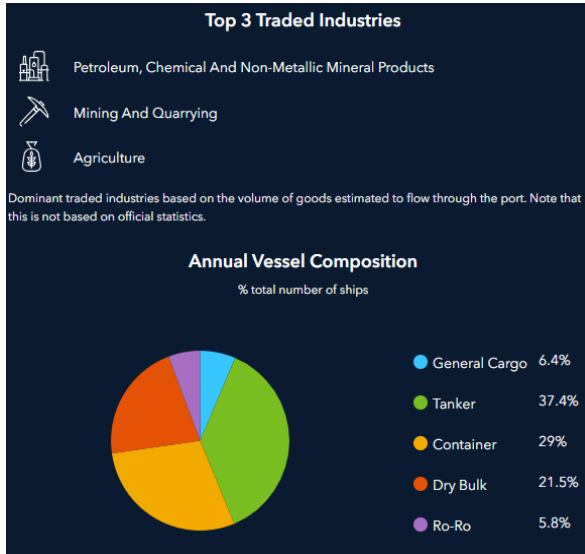 Top 3 Traded Industries
Petroleum, Chemical And Non-Metallic Mineral Products
Mining And Quarrying
Agriculture
Dominant traded industries based on the volume of goods estimated to flow through the port. Note that
this is not based on official statistics.
Annual Vessel Composition
% total number of ships
General Cargo 6.4%
Tanker 37.4%
Container 29%
Dry Bulk 21.5%
Ro-Ro 5.8%